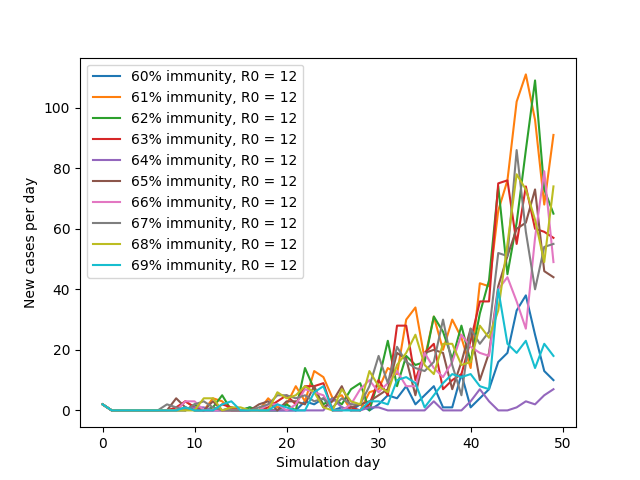 60% immunity, R0 = 12
61% immunity, R0 = 12
62% immunity, R0 = 12
63% immunity, R0 = 12
64% immunity, R0 = 12
65% immunity, R0 = 12
66% immunity, R0 = 12
67% immunity, R0 = 12
68% immunity, R0 = 12
69% immunity, R0 = 12
New cases per day
100
80
60
40
20
0
0 10 20 30 40 50
Simulation day